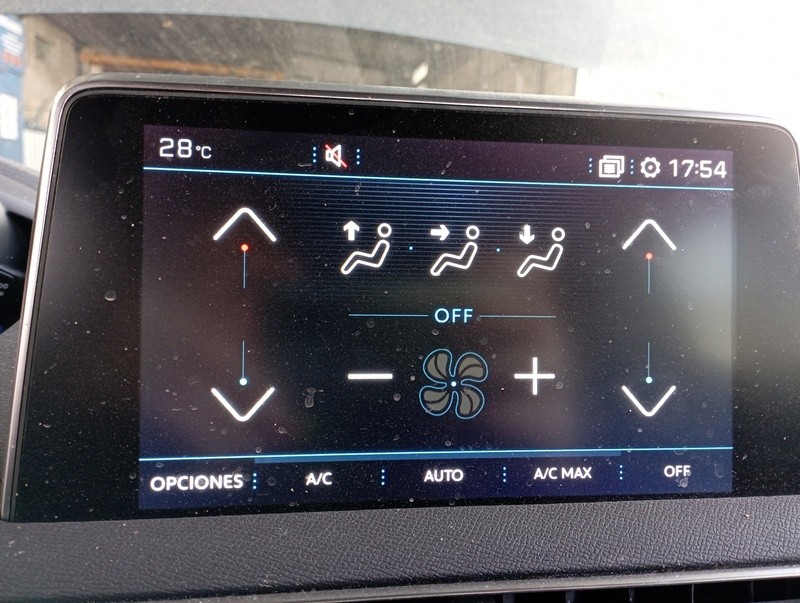 28°C
17:54
OFF
OPCIONES A/C AUTO A/C MAX OFF